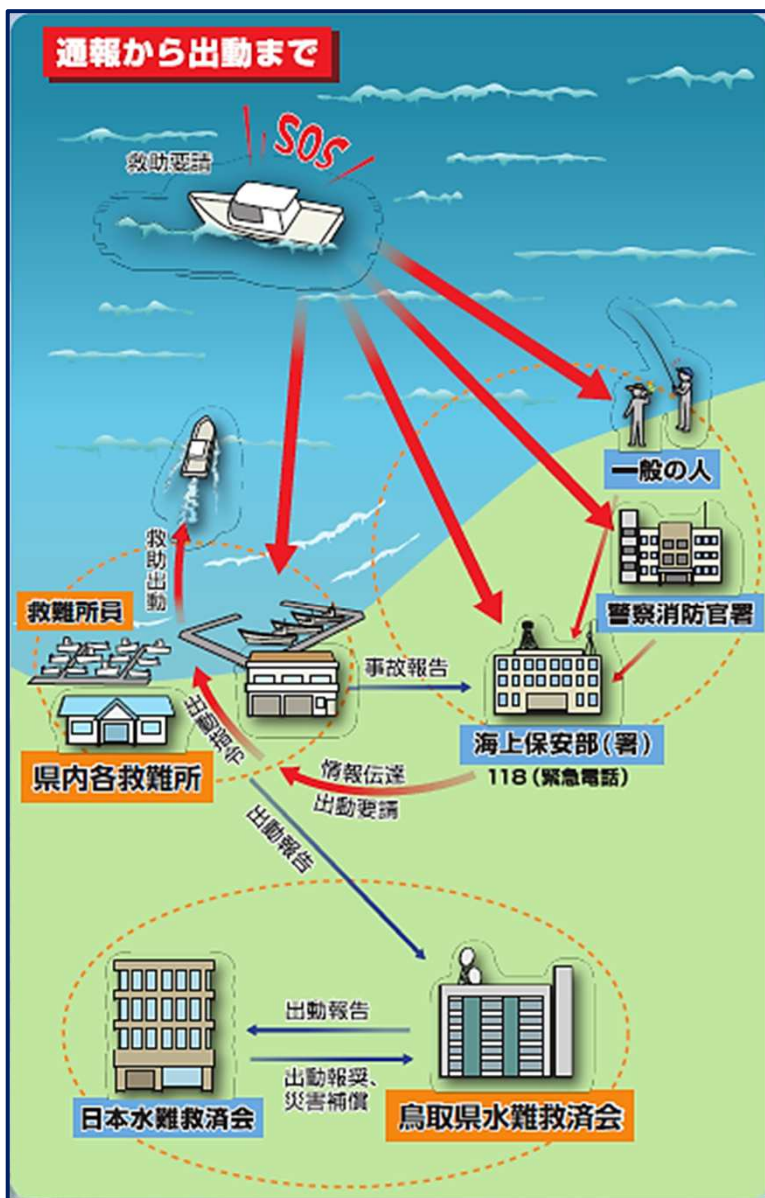 通報から出動まで
SOS
救助要請
一般の人
警察消防官署
救助出動
救難所員
事故報告
海上保安部(署)
118(緊急電話)
出動指令
県内各救難所
情報伝達
出動要請
出動報告
出動報告
出動報奨、
災害補償
日本水難救済会
鳥取県水難救済会